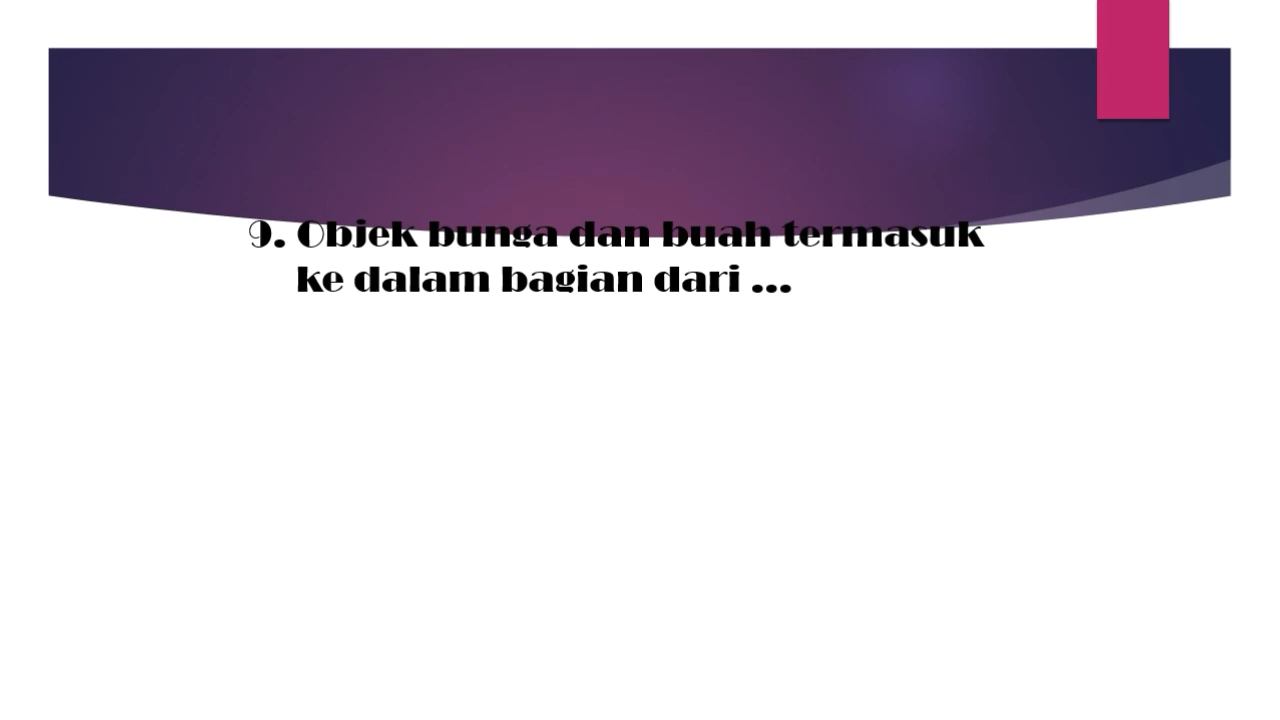 9. Objek bunga dan buah termasuk
ke dalam bagian dari ...